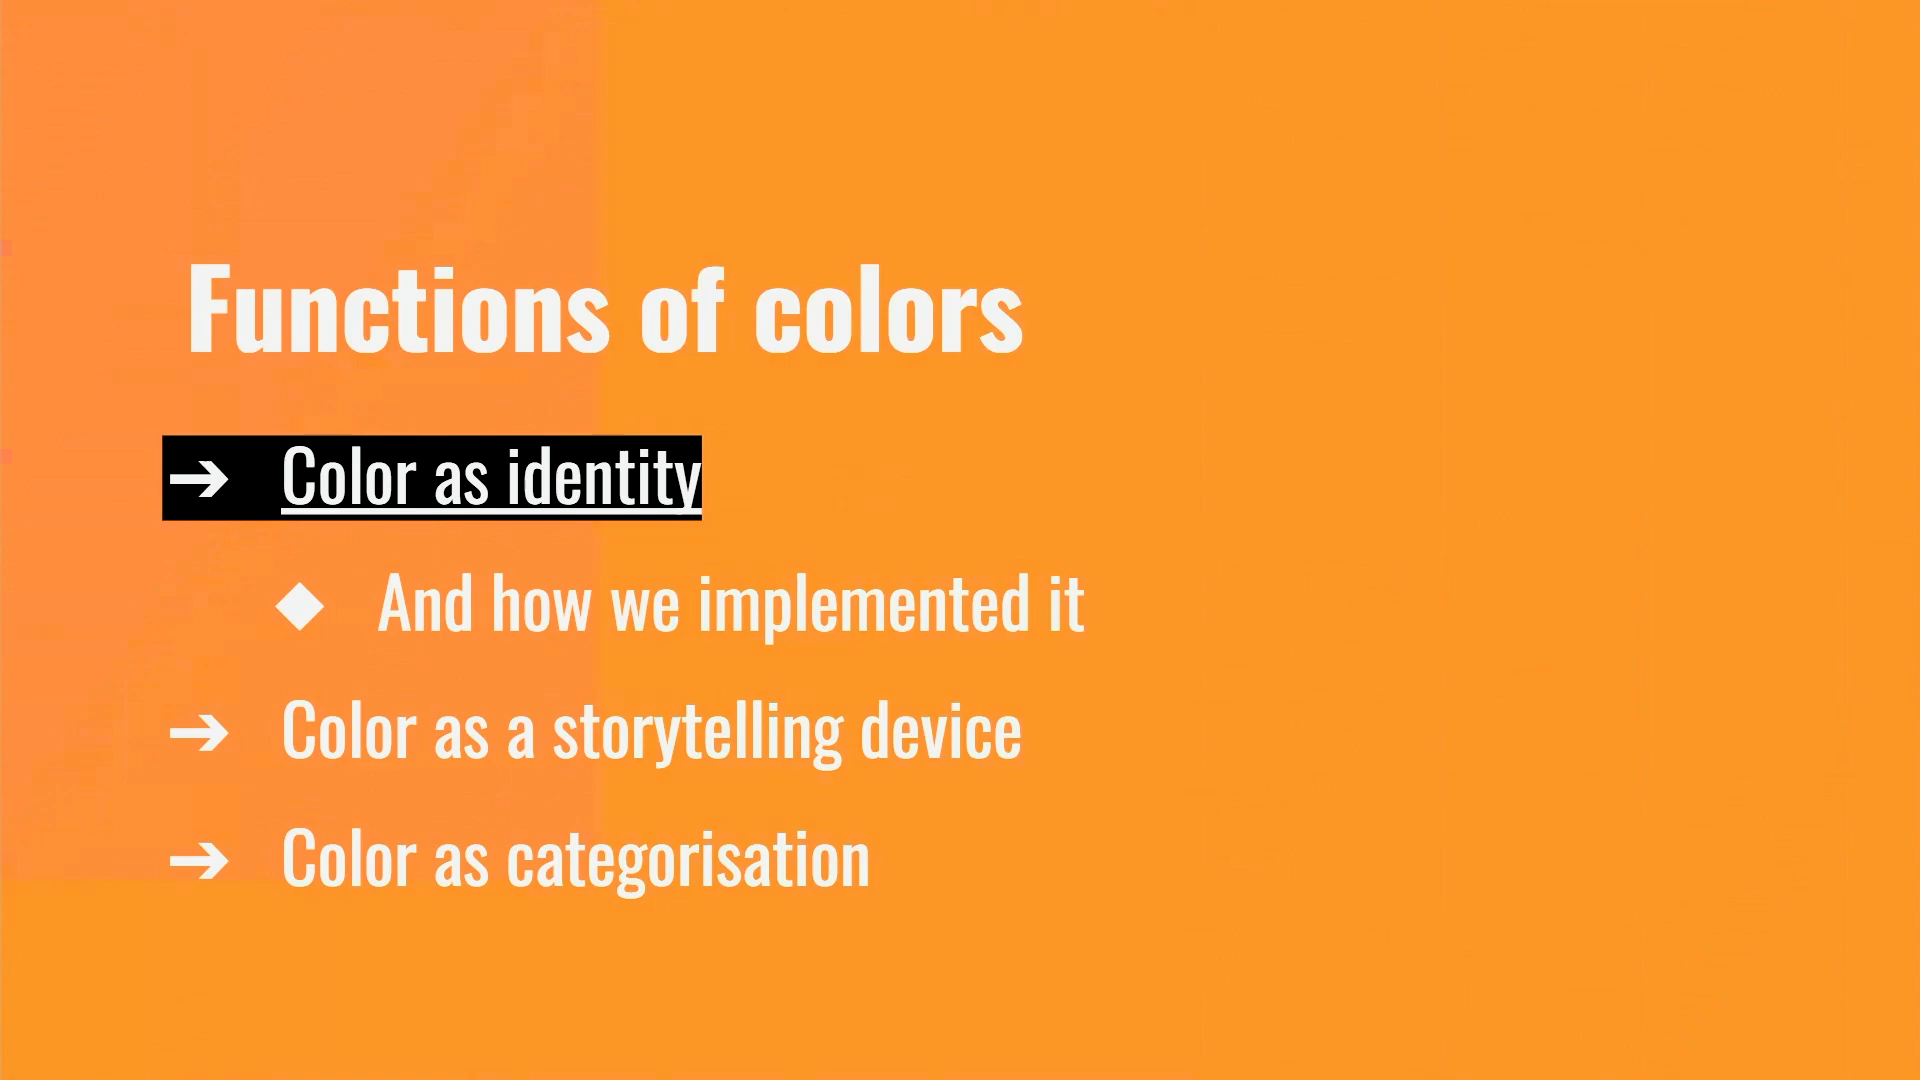 Functions of colors
➔ Color as identity
◆ And how we implemented it
➔ Color as a storytelling device
➔ Color as categorisation